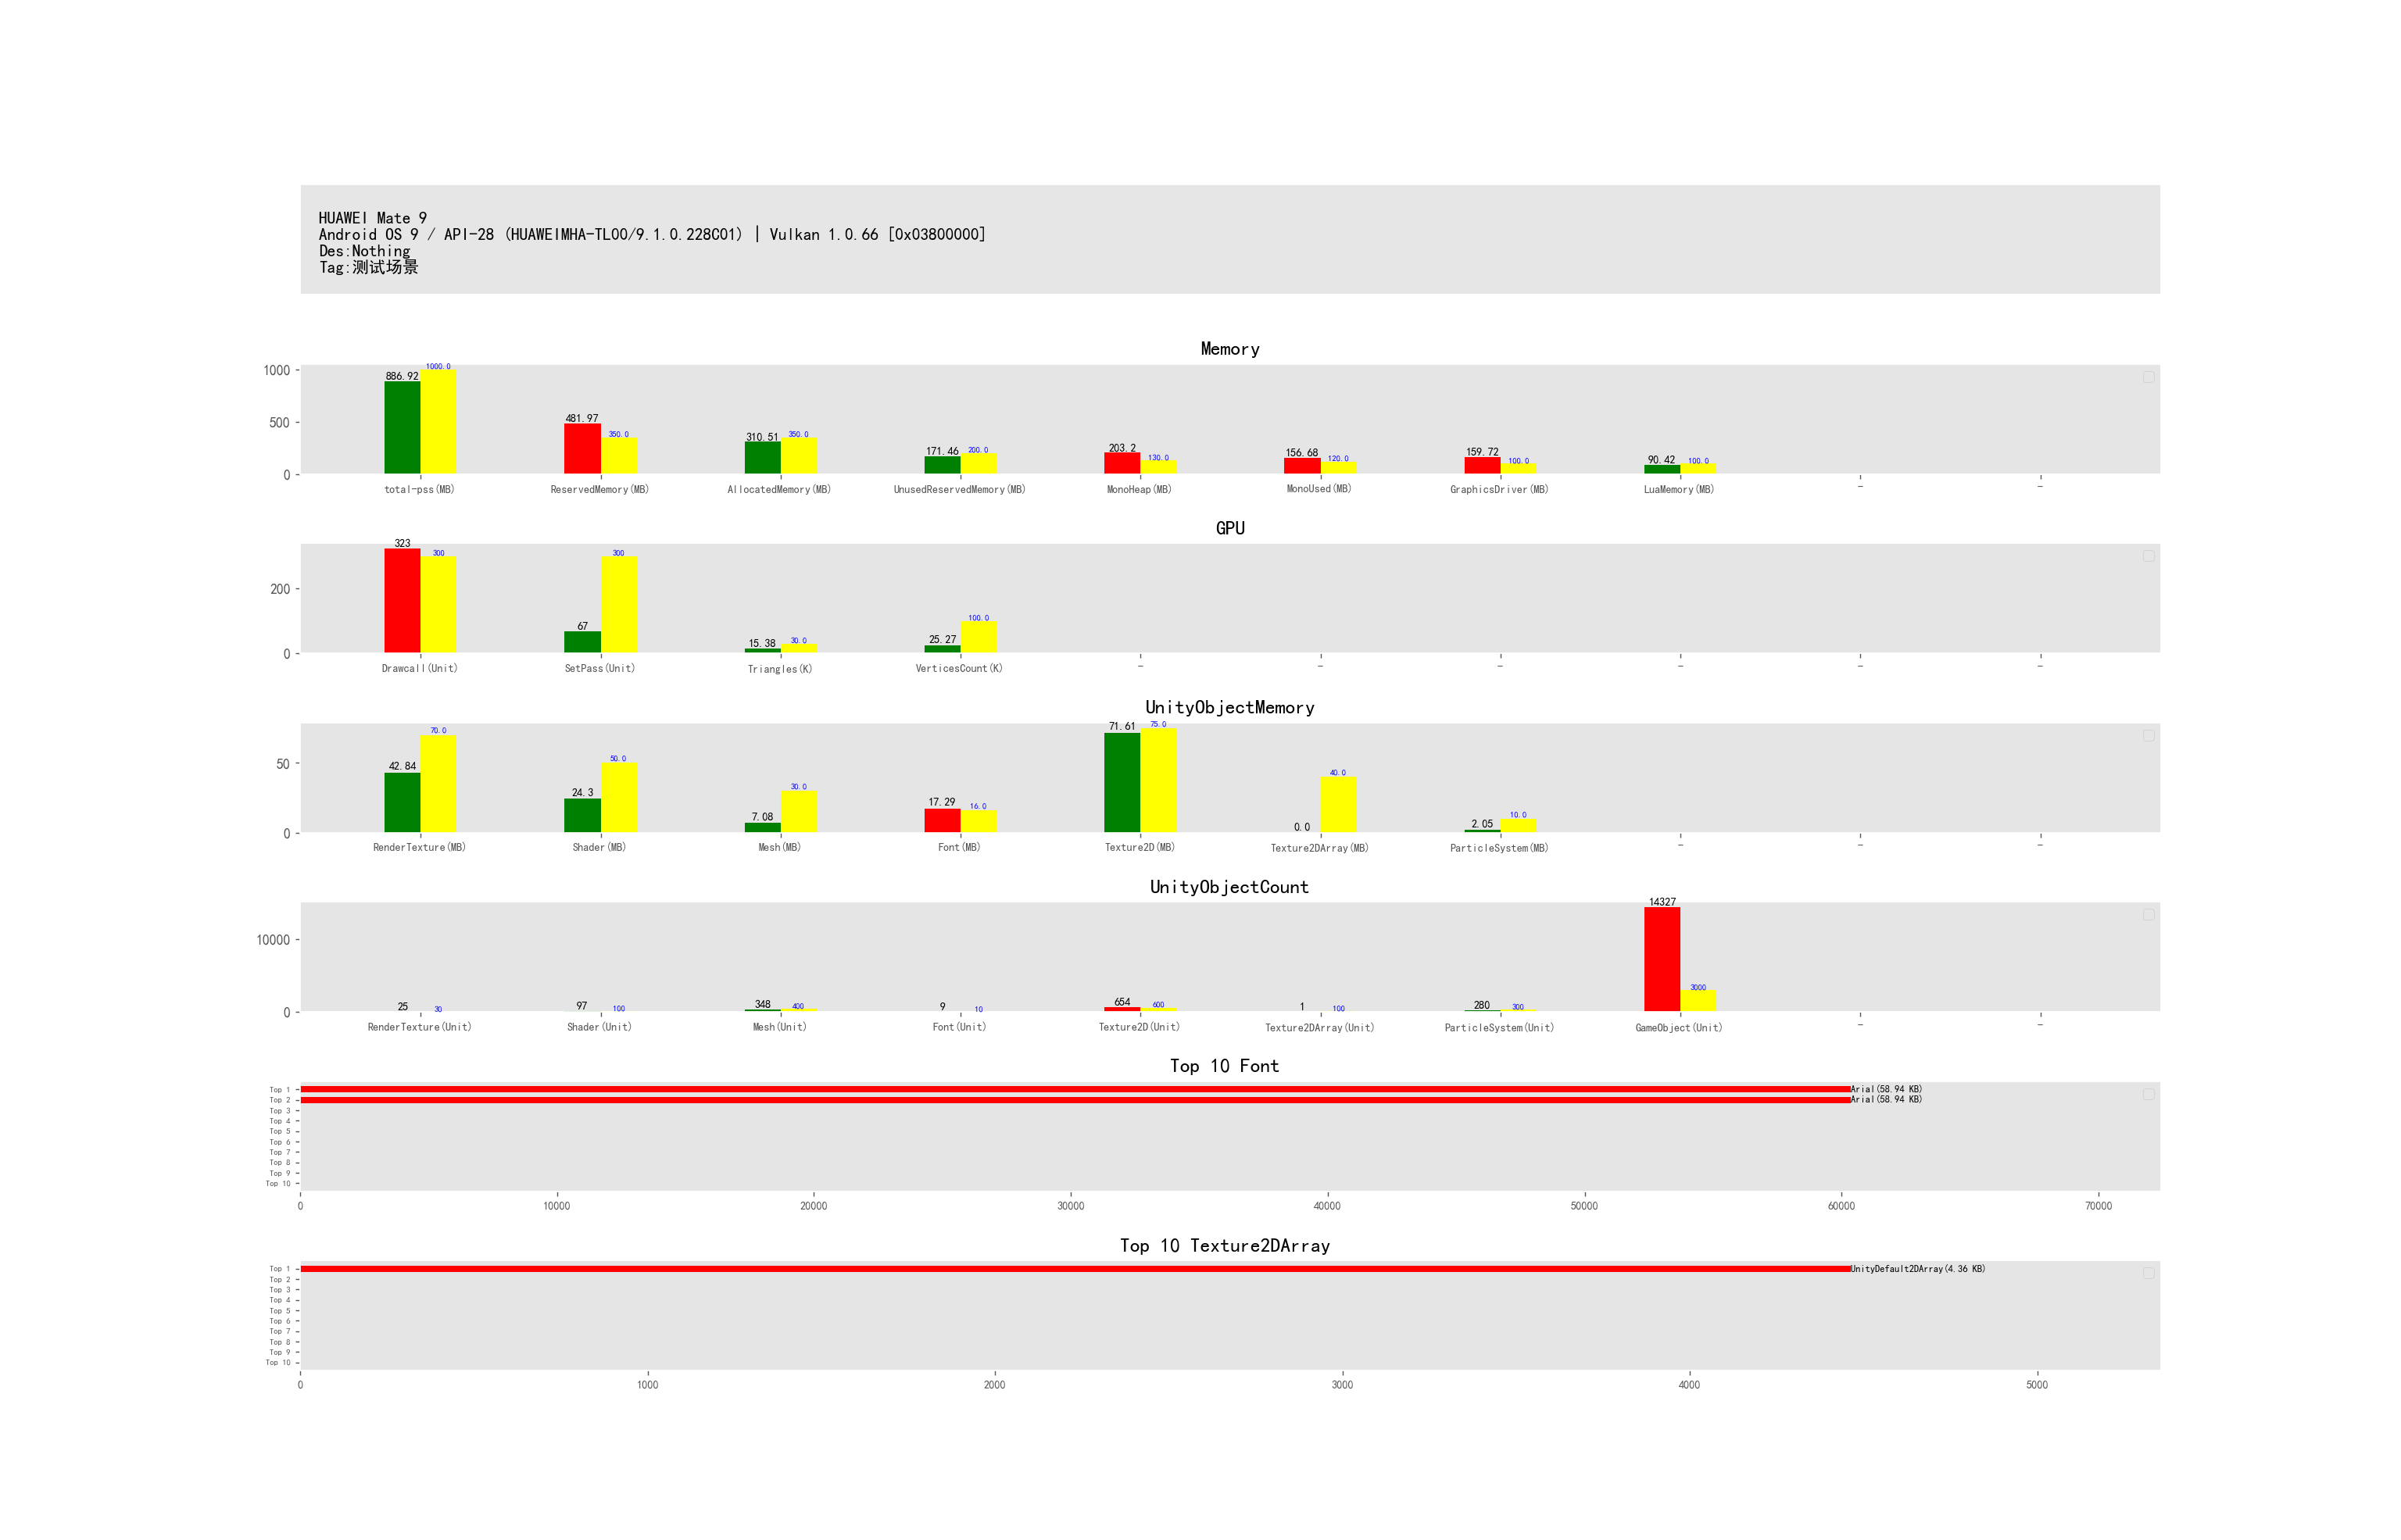 HUAWEI Mate 9
Android OS 9 / API-28 (HUAWEIMHA-TL00/9.1.0.228C01) | Vulkan 1.0.66 [0x03800000]
Des:Nothing
Tag:测试场景
Memory
1000
500
0
886.92 1000.0
481.97 350.0
310.51 350.0
171.46 200.0
203.2 130.0
156.68 120.0
159.72 100.0
90.42 100.0
total-pss(MB) ReservedMemory(MB) AllocatedMemory(MB) UnusedReservedMemory(MB) MonoHeap(MB) MonoUsed(MB) GraphicsDriver(MB) LuaMemory(MB) - -
GPU
200
0
323 300
67 300
15.38 30.0
25.27 100.0
Drawcall(Unit) SetPass(Unit) Triangles(K) VerticesCount(K) - - - - - -
UnityObjectMemory
50
0
42.84 70.0
24.3 50.0
7.08 30.0
17.29 16.0
71.61 75.0
0.0 40.0
2.05 10.0
RenderTexture(MB) Shader(MB) Mesh(MB) Font(MB) Texture2D(MB) Texture2DArray(MB) ParticleSystem(MB) - - -
UnityObjectCount
10000
0
25 30
97 100
348 400
9 10
654 600
1 100
280 300
14327 3000
RenderTexture(Unit) Shader(Unit) Mesh(Unit) Font(Unit) Texture2D(Unit) Texture2DArray(Unit) ParticleSystem(Unit) GameObject(Unit) - -
Top 10 Font
Top 1 Arial(58.94 KB)
Top 2 Arial(58.94 KB)
Top 3
Top 4
Top 5
Top 6
Top 7
Top 8
Top 9
Top 10
0 10000 20000 30000 40000 50000 60000 70000
Top 10 Texture2DArray
Top 1 UnityDefault2DArray(4.36 KB)
Top 2
Top 3
Top 4
Top 5
Top 6
Top 7
Top 8
Top 9
Top 10
0 1000 2000 3000 4000 5000